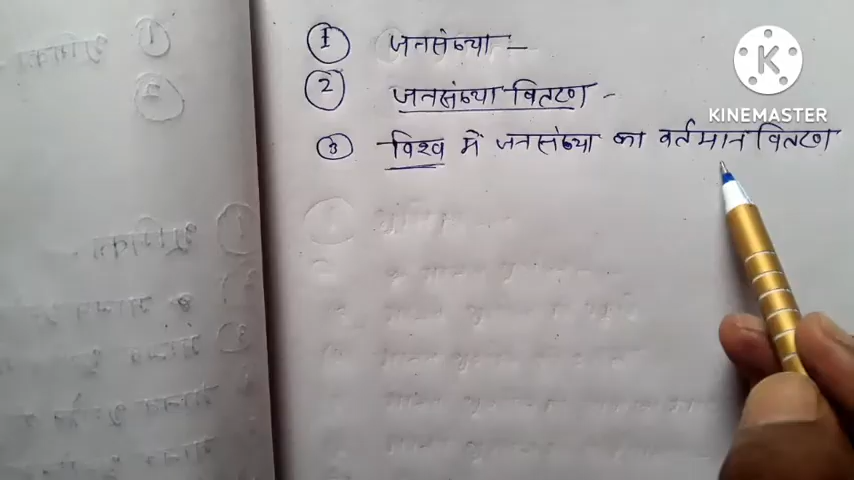 1 जनसंख्या –
2 जनसंख्या वितरण –
3 विश्व में जनसंख्या का वर्तमान वितरण
K
KINEMASTER